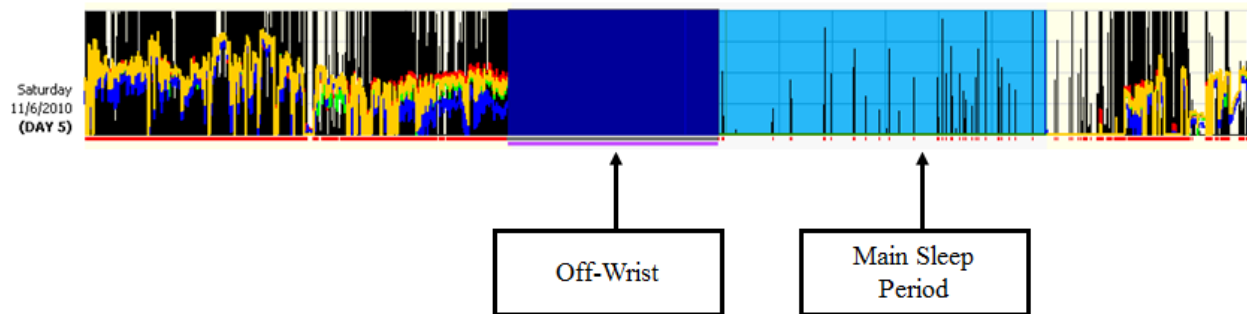 Saturday
11/6/2010
(DAY 5)
Off-Wrist
Main Sleep
Period